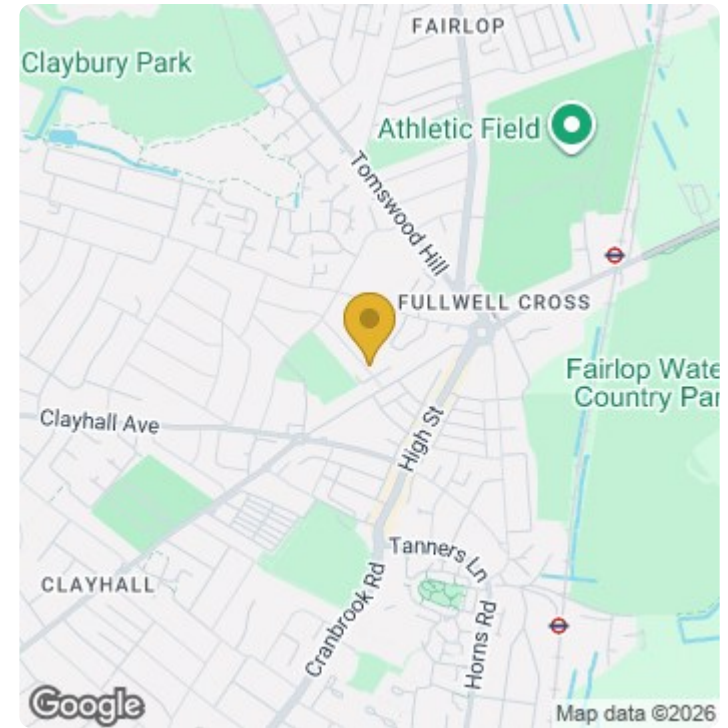 FAIRLOP
Claybury Park
Athletic Field
Tomswood Hill
FULLWELL CROSS
Fairlop Wate
Country Par
Clayhall Ave
High St
Tanners Ln
CLAYHALL
Cranbrook Rd
Horns Rd
Google
Map data ©2026